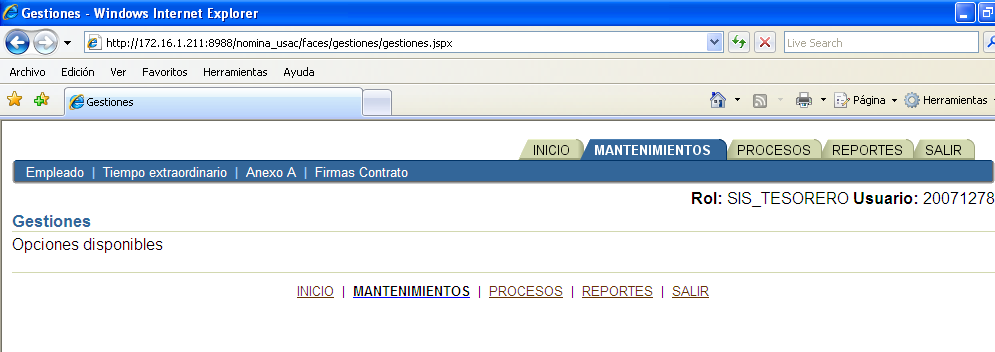 Gestiones - Windows Internet Explorer
http://172.16.1.211:8988/nomina_usac/faces/gestiones/gestiones.jspx
Live Search
Archivo Edición Ver Favoritos Herramientas Ayuda
Gestiones
Página Herramientas
INICIO MANTENIMIENTOS PROCESOS REPORTES SALIR
Empleado | Tiempo extraordinario | Anexo A | Firmas Contrato
Rol: SIS_TESORERO Usuario: 20071278
Gestiones
Opciones disponibles
INICIO | MANTENIMIENTOS | PROCESOS | REPORTES | SALIR